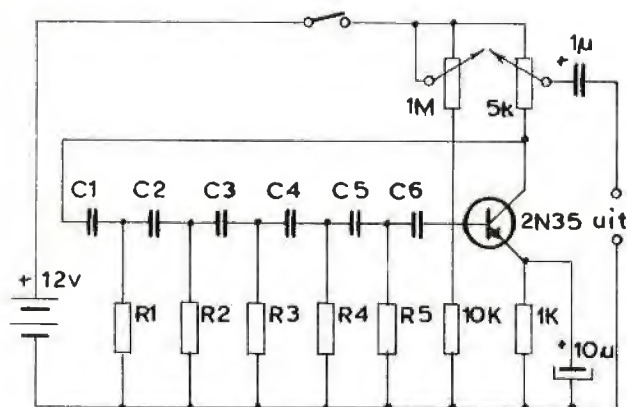 1µ
+
1M
5k
C1 C2 C3 C4 C5 C6
2N35 uit
+ 12v
R1 R2 R3 R4 R5 10K 1K
+
10µ